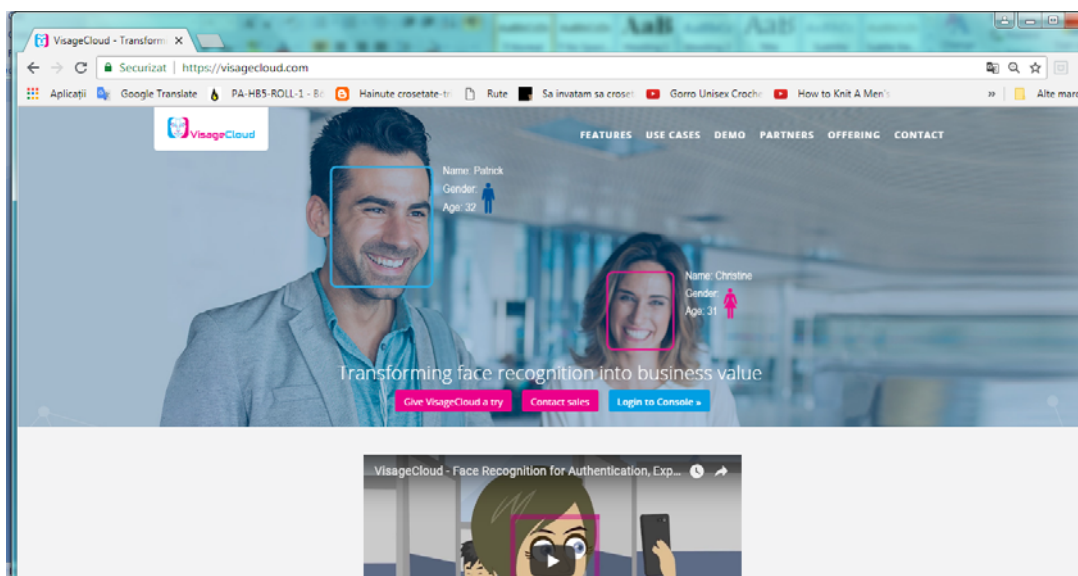 VisageCloud - Transform
Securizat | https://visagecloud.com
Aplicații Google Translate PA-HB5-ROLL-1 - Bé Hainute crosetate-tri Rute Sa invatam sa croset Gorro Unisex Croche How to Knit A Men's » Alte marc
VisageCloud FEATURES USE CASES DEMO PARTNERS OFFERING CONTACT
Name: Patrick
Gender:
Age: 32
Name: Christine
Gender:
Age: 31
Transforming face recognition into business value
Give VisageCloud a try Contact sales Login to Console »
VisageCloud - Face Recognition for Authentication, Exp...